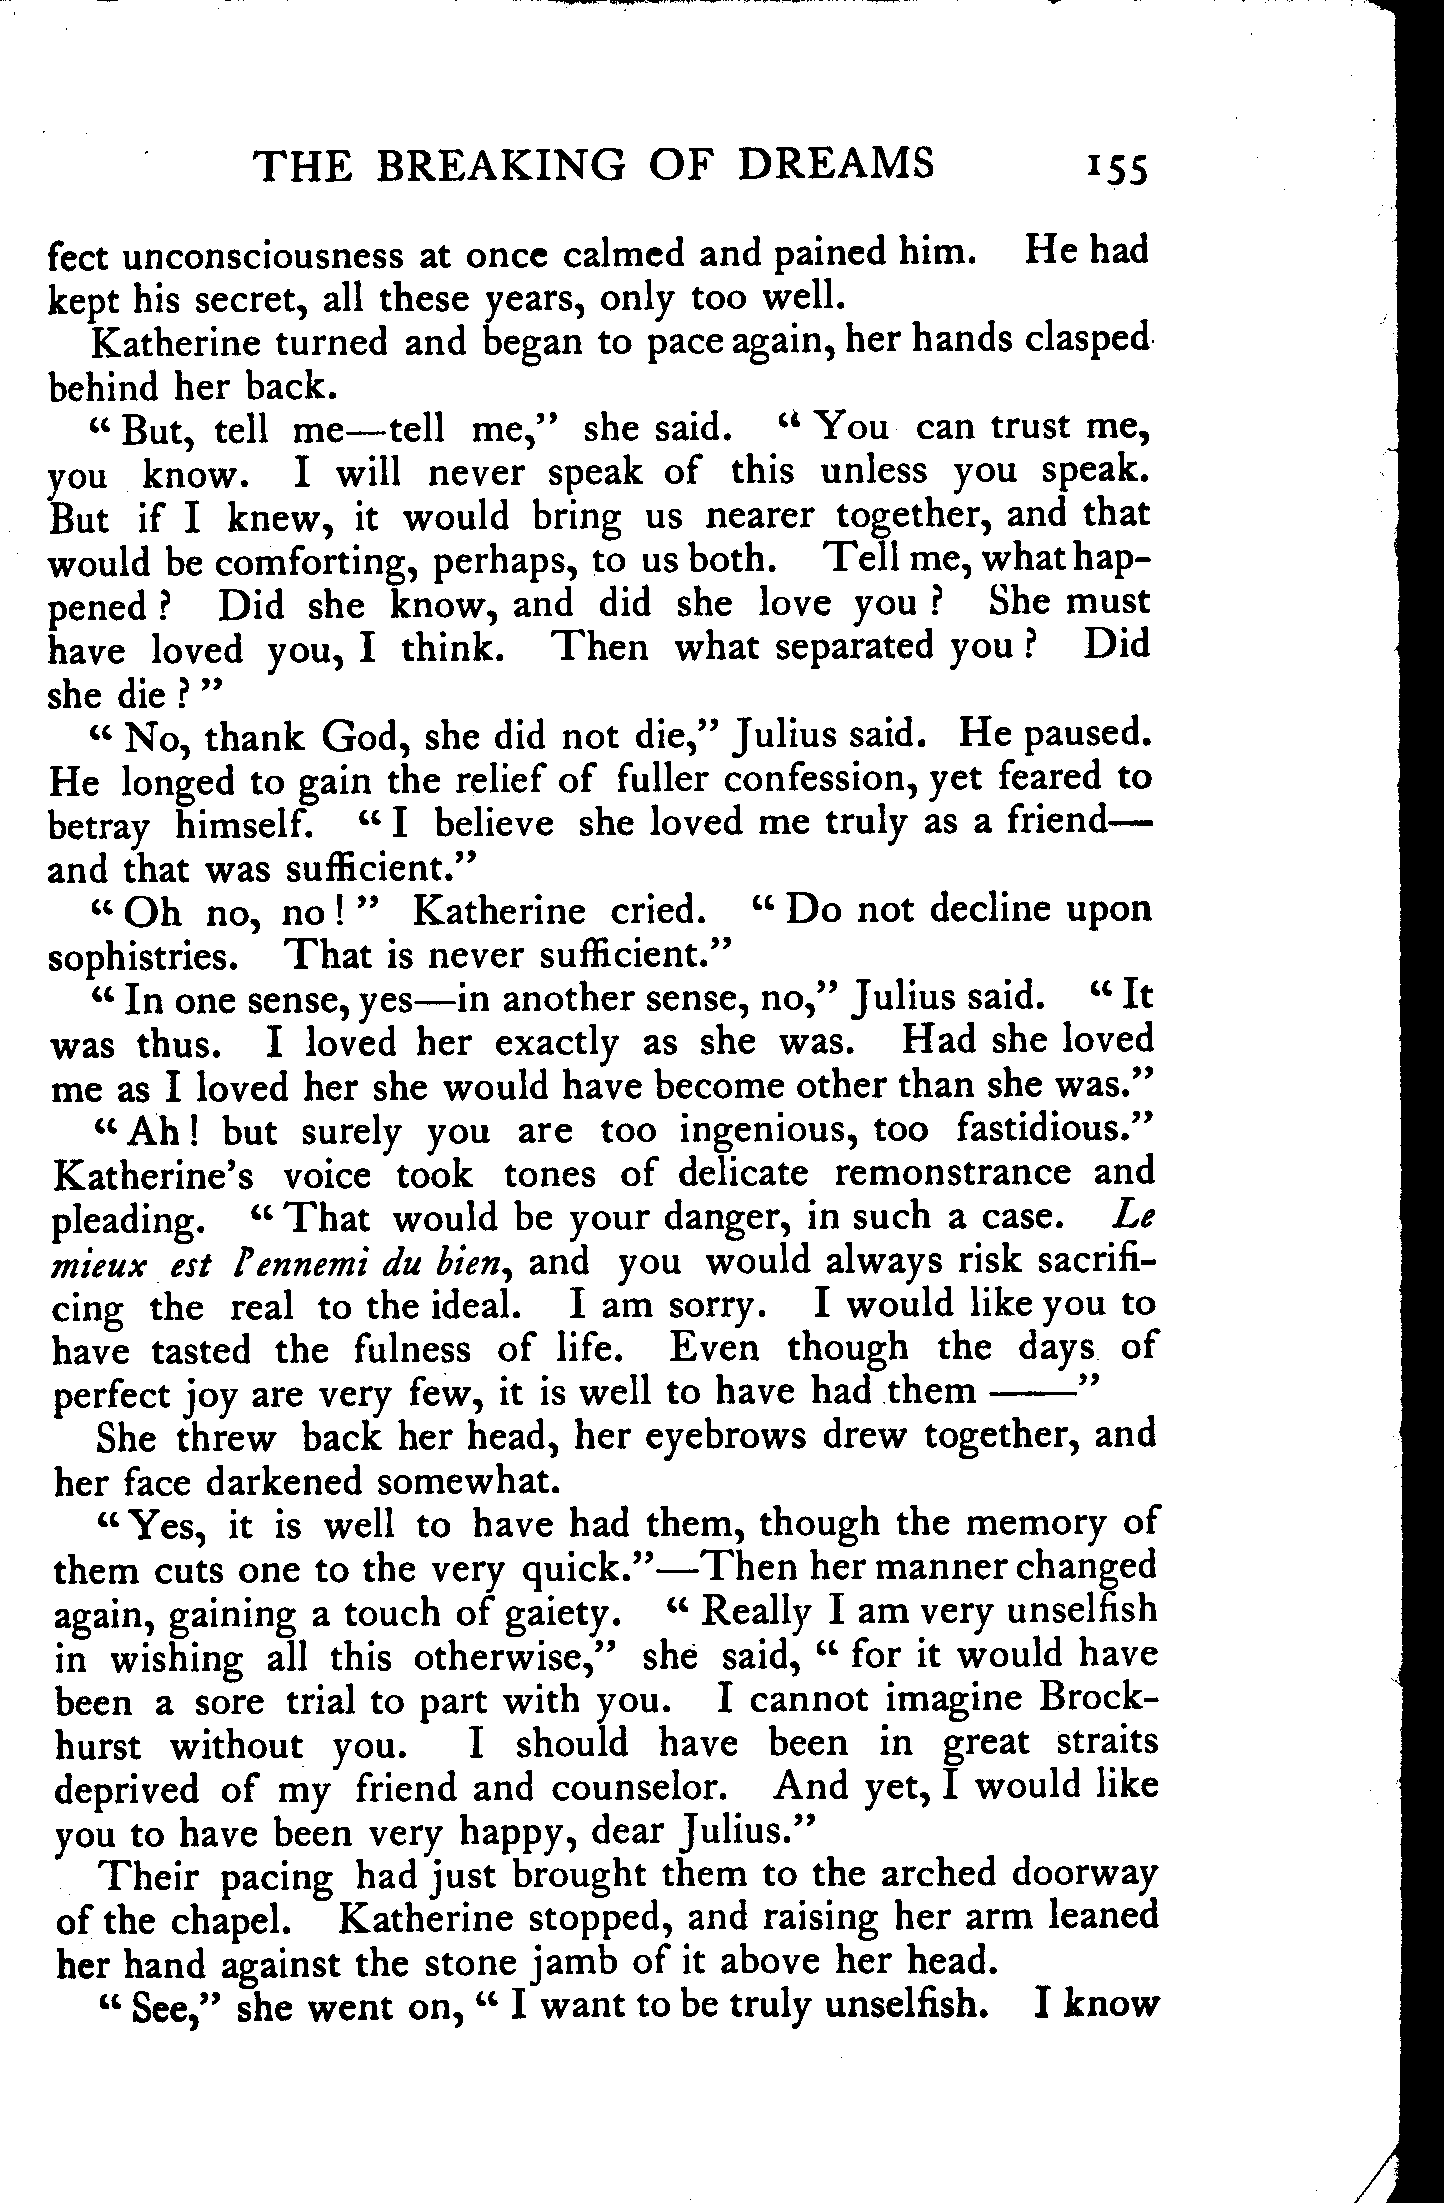 THE BREAKING OF DREAMS 155
fect unconsciousness at once calmed and pained him. He had
kept his secret, all these years, only too well.
Katherine turned and began to pace again, her hands clasped
behind her back.
“But, tell me—tell me,” she said. “You can trust me,
you know. I will never speak of this unless you speak.
But if I knew, it would bring us nearer together, and that
would be comforting, perhaps, to us both. Tell me, what hap-
pened? Did she know, and did she love you? She must
have loved you, I think. Then what separated you? Did
she die?”
“No, thank God, she did not die,” Julius said. He paused.
He longed to gain the relief of fuller confession, yet feared to
betray himself. “I believe she loved me truly as a friend—
and that was sufficient.”
“Oh no, no!” Katherine cried. “Do not decline upon
sophistries. That is never sufficient.”
“In one sense, yes—in another sense, no,” Julius said. “It
was thus. I loved her exactly as she was. Had she loved
me as I loved her she would have become other than she was.”
“Ah! but surely you are too ingenious, too fastidious.”
Katherine’s voice took tones of delicate remonstrance and
pleading. “That would be your danger, in such a case. Le
mieux est l’ennemi du bien, and you would always risk sacrifi-
cing the real to the ideal. I am sorry. I would like you to
have tasted the fulness of life. Even though the days of
perfect joy are very few, it is well to have had them ——”
She threw back her head, her eyebrows drew together, and
her face darkened somewhat.
“Yes, it is well to have had them, though the memory of
them cuts one to the very quick.”—Then her manner changed
again, gaining a touch of gaiety. “Really I am very unselfish
in wishing all this otherwise,” she said, “for it would have
been a sore trial to part with you. I cannot imagine Brock-
hurst without you. I should have been in great straits
deprived of my friend and counselor. And yet, I would like
you to have been very happy, dear Julius.”
Their pacing had just brought them to the arched doorway
of the chapel. Katherine stopped, and raising her arm leaned
her hand against the stone jamb of it above her head.
“See,” she went on, “I want to be truly unselfish. I know